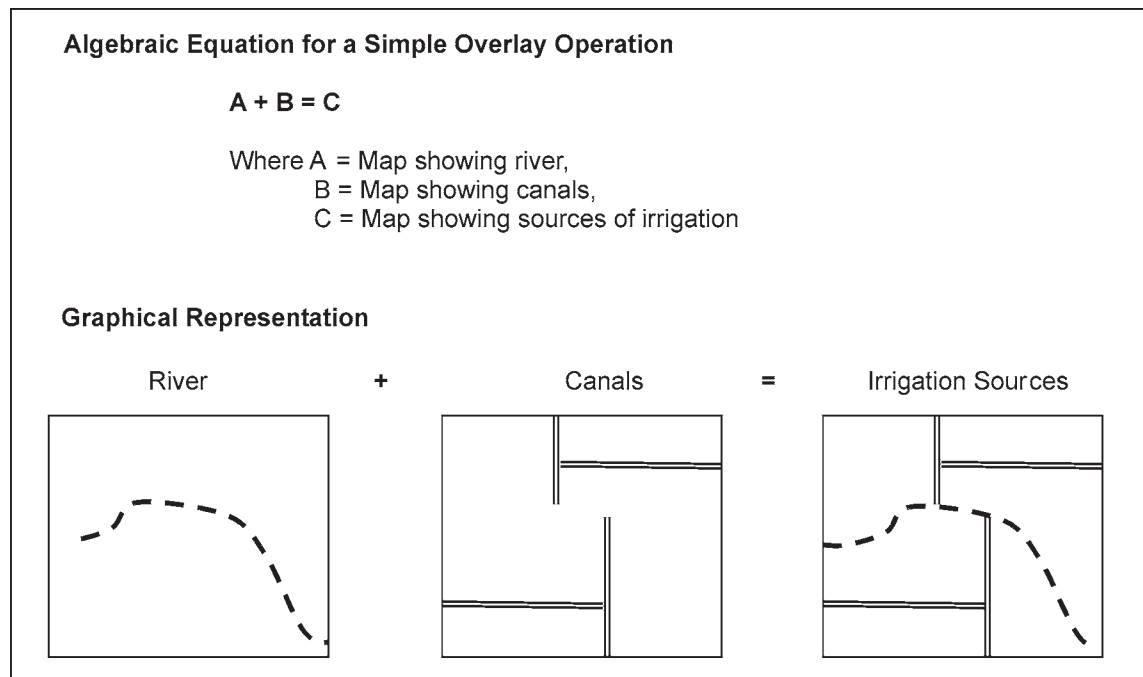 Algebraic Equation for a Simple Overlay Operation
A + B = C
Where A = Map showing river,
B = Map showing canals,
C = Map showing sources of irrigation
Graphical Representation
River + Canals = Irrigation Sources